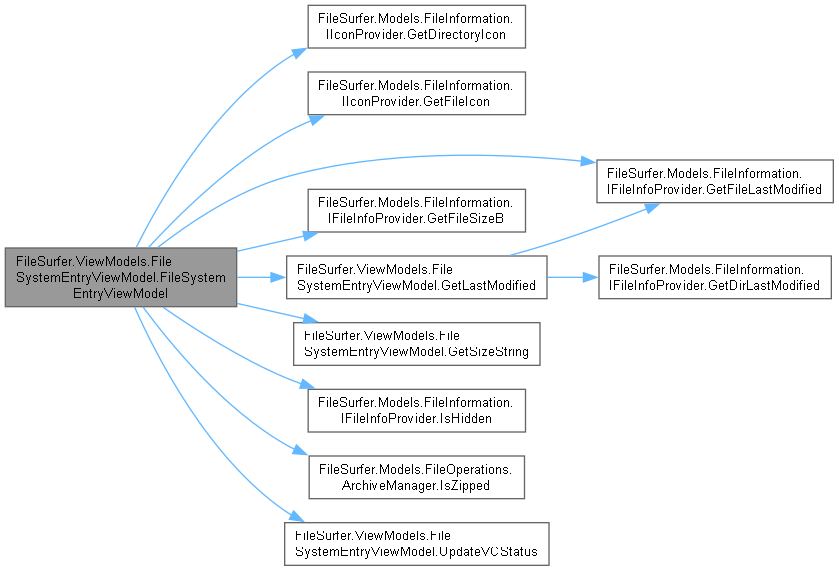 FileSurfer.Models.FileInformation.
IIconProvider.GetDirectoryIcon
FileSurfer.Models.FileInformation.
IIconProvider.GetFileIcon
FileSurfer.Models.FileInformation.
IFileInfoProvider.GetFileLastModified
FileSurfer.Models.FileInformation.
IFileInfoProvider.GetFileSizeB
FileSurfer.ViewModels.File
SystemEntryViewModel.FileSystem
EntryViewModel
FileSurfer.ViewModels.File
SystemEntryViewModel.GetLastModified
FileSurfer.Models.FileInformation.
IFileInfoProvider.GetDirLastModified
FileSurfer.ViewModels.File
SystemEntryViewModel.GetSizeString
FileSurfer.Models.FileInformation.
IFileInfoProvider.IsHidden
FileSurfer.Models.FileOperations.
ArchiveManager.IsZipped
FileSurfer.ViewModels.File
SystemEntryViewModel.UpdateVCStatus